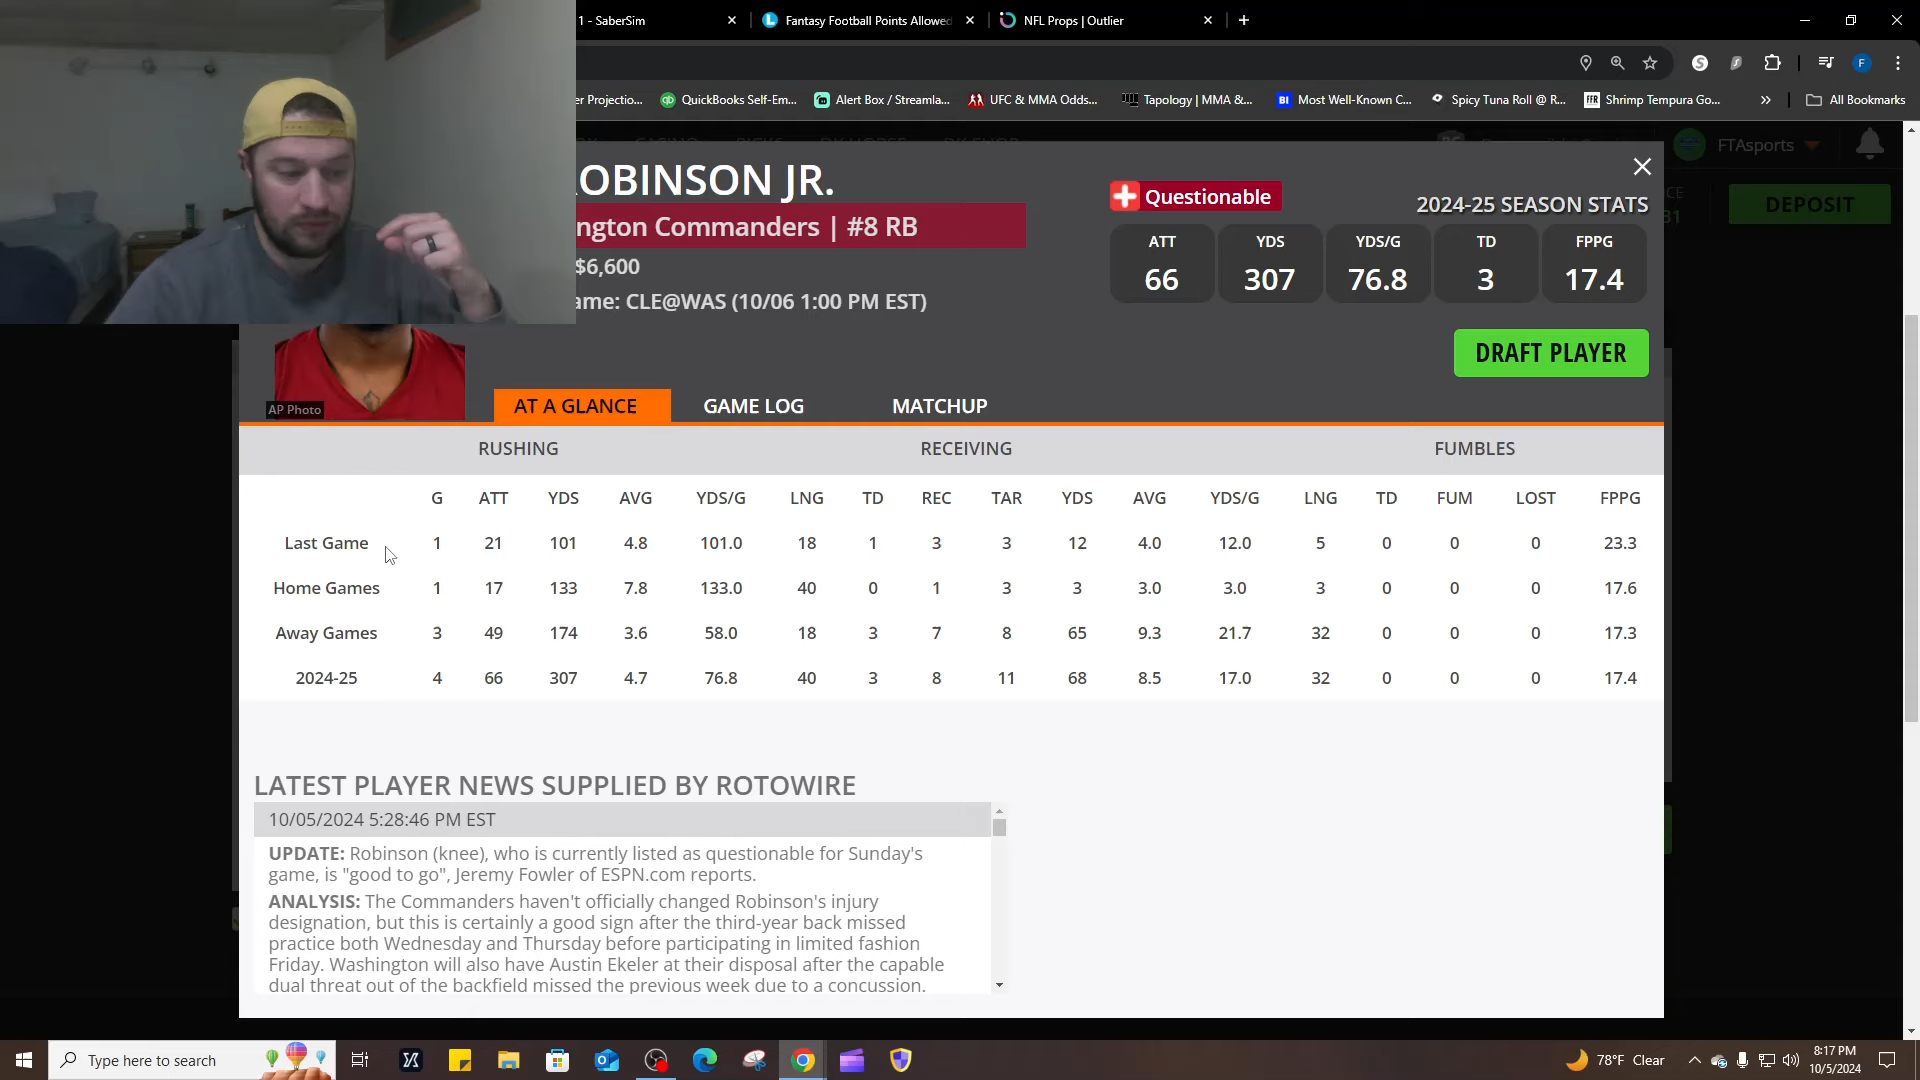 1 - SaberSim
Fantasy Football Points Allowed
NFL Props | Outlier
er Projectio...
QuickBooks Self-Em...
Alert Box / Streamla...
UFC & MMA Odds...
Tapology | MMA &...
Most Well-Known C...
Spicy Tuna Roll @ R...
Shrimp Tempura Go...
All Bookmarks
FTAsports
DEPOSIT
OBINSON JR.
ngton Commanders | #8 RB
$6,600
ame: CLE@WAS (10/06 1:00 PM EST)
Questionable
2024-25 SEASON STATS
ATT YDS YDS/G TD FPPG
66 307 76.8 3 17.4
DRAFT PLAYER
AP Photo
AT A GLANCE GAME LOG MATCHUP
RUSHING RECEIVING FUMBLES
G ATT YDS AVG YDS/G LNG TD REC TAR YDS AVG YDS/G LNG TD FUM LOST FPPG
Last Game 1 21 101 4.8 101.0 18 1 3 3 12 4.0 12.0 5 0 0 0 23.3
Home Games 1 17 133 7.8 133.0 40 0 1 3 3 3.0 3.0 3 0 0 0 17.6
Away Games 3 49 174 3.6 58.0 18 3 7 8 65 9.3 21.7 32 0 0 0 17.3
2024-25 4 66 307 4.7 76.8 40 3 8 11 68 8.5 17.0 32 0 0 0 17.4
LATEST PLAYER NEWS SUPPLIED BY ROTOWIRE
10/05/2024 5:28:46 PM EST
UPDATE: Robinson (knee), who is currently listed as questionable for Sunday's
game, is "good to go", Jeremy Fowler of ESPN.com reports.
ANALYSIS: The Commanders haven't officially changed Robinson's injury
designation, but this is certainly a good sign after the third-year back missed
practice both Wednesday and Thursday before participating in limited fashion
Friday. Washington will also have Austin Ekeler at their disposal after the capable
dual threat out of the backfield missed the previous week due to a concussion.
Type here to search
78°F Clear
8:17 PM
10/5/2024